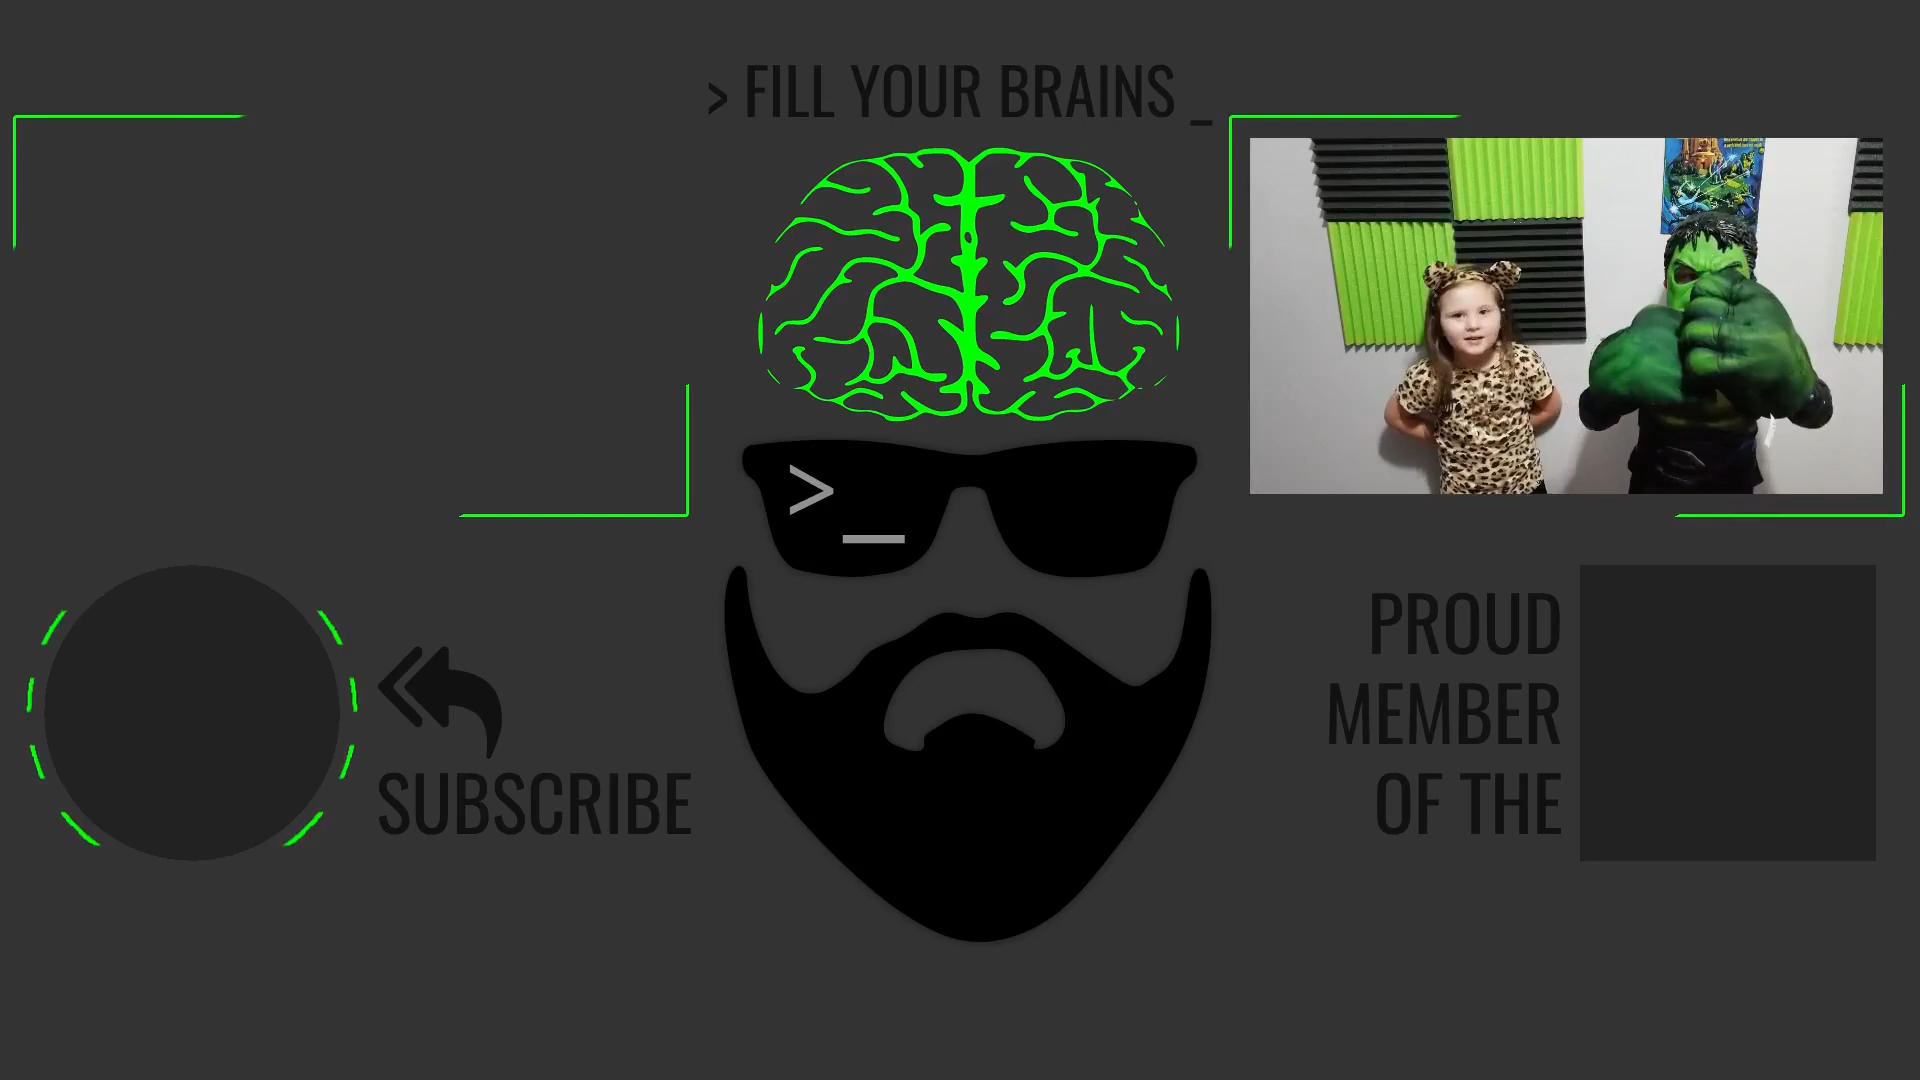 > FILL YOUR BRAINS _
>_
SUBSCRIBE
PROUD
MEMBER
OF THE